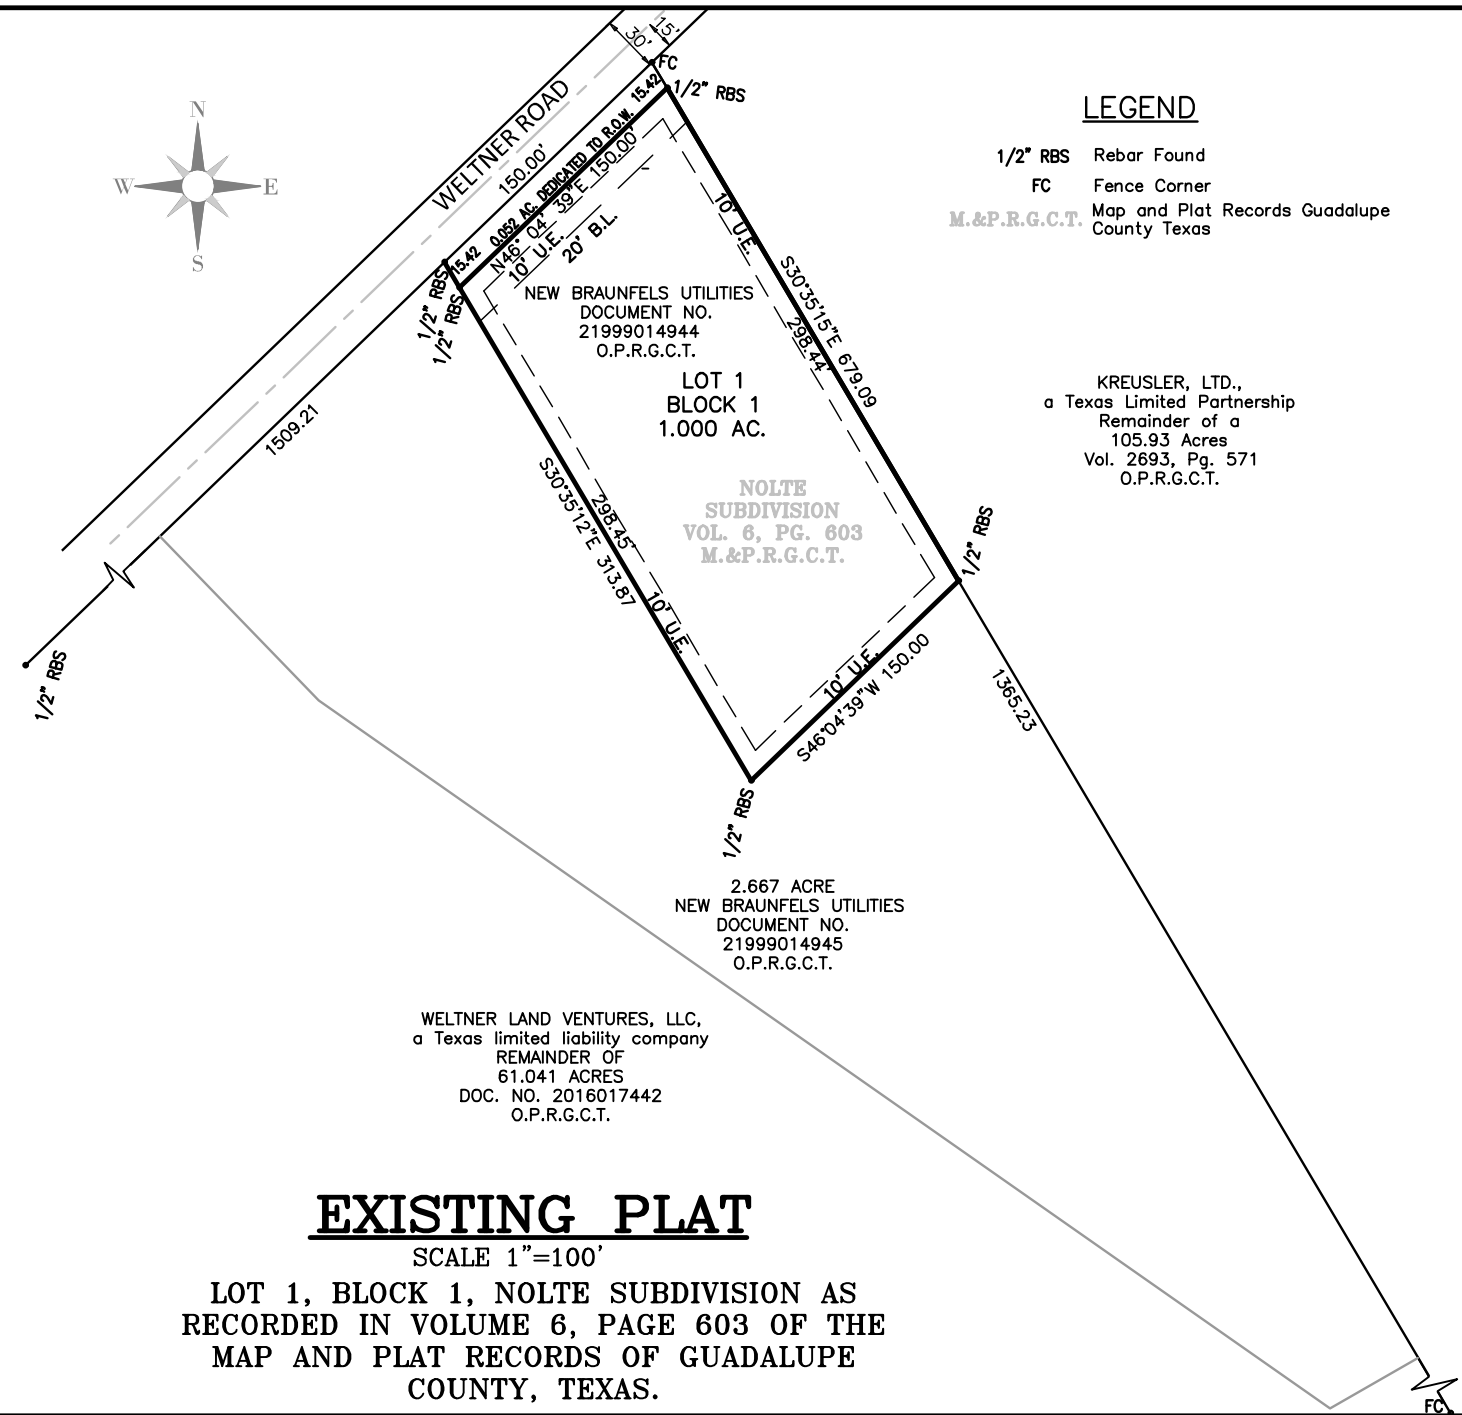 30'
15'
FC
1/2" RBS
N
W
E
S
WELTNER ROAD
150.00'
15.42
0.052 AC. DEDICATED TO R.O.W.
15.42
N46° 04' 39"E 150.00'
10' U.E.
20' B.L.
1/2" RBS
1/2" RBS
LEGEND
1/2" RBS Rebar Found
FC Fence Corner
M.&P.R.G.C.T. Map and Plat Records Guadalupe
County Texas
10' U.E.
S30°35'15"E 679.09
298.44'
NEW BRAUNFELS UTILITIES
DOCUMENT NO.
21999014944
O.P.R.G.C.T.
LOT 1
BLOCK 1
1.000 AC.
NOLTE
SUBDIVISION
VOL. 6, PG. 603
M.&P.R.G.C.T.
KREUSLER, LTD.,
a Texas Limited Partnership
Remainder of a
105.93 Acres
Vol. 2693, Pg. 571
O.P.R.G.C.T.
1509.21
298.45'
S30°35'12"E 313.87
10' U.E.
1/2" RBS
10' U.E.
S46°04'39"W 150.00
1/2" RBS
1365.23
1/2" RBS
2.667 ACRE
NEW BRAUNFELS UTILITIES
DOCUMENT NO.
21999014945
O.P.R.G.C.T.
WELTNER LAND VENTURES, LLC,
a Texas limited liability company
REMAINDER OF
61.041 ACRES
DOC. NO. 2016017442
O.P.R.G.C.T.
EXISTING PLAT
SCALE 1"=100'
LOT 1, BLOCK 1, NOLTE SUBDIVISION AS
RECORDED IN VOLUME 6, PAGE 603 OF THE
MAP AND PLAT RECORDS OF GUADALUPE
COUNTY, TEXAS.
FC